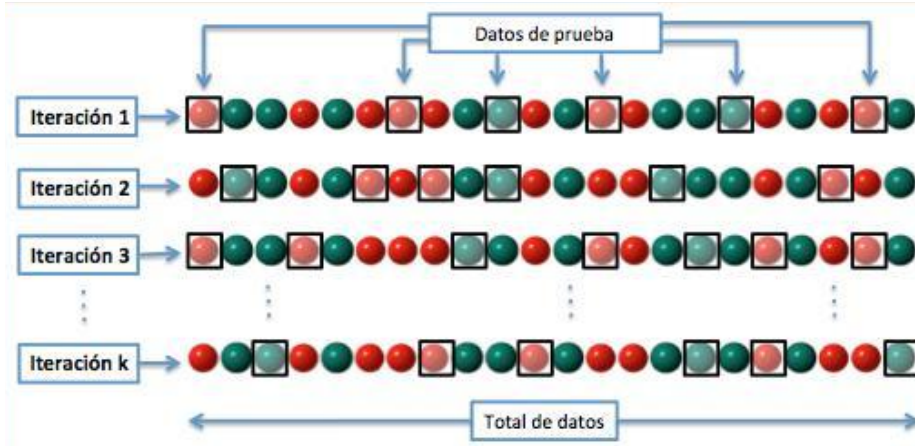 Datos de prueba
Iteración 1
Iteración 2
Iteración 3
Iteración k
Total de datos